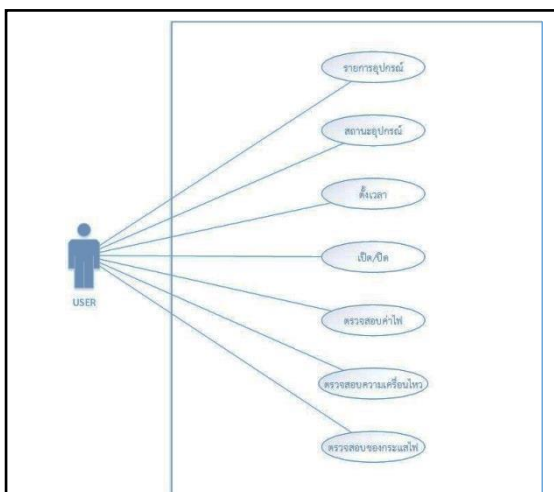 รายการอุปกรณ์
สถานะอุปกรณ์
ตั้งเวลา
เปิด/ปิด
USER
ตรวจสอบค่าไฟ
ตรวจสอบความเครื่อนไหว
ตรวจสอบของกระแสไฟ